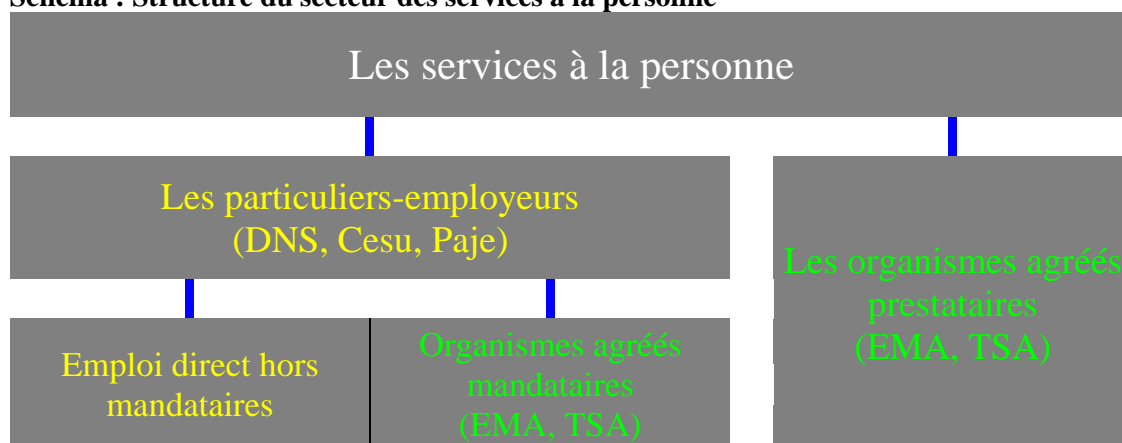 Schéma : Structure du secteur des services à la personne
Les services à la personne
Les particuliers-employeurs
(DNS, Cesu, Paje)
Les organismes agréés
prestataires
(EMA, TSA)
Emploi direct hors
mandataires
Organismes agréés
mandataires
(EMA, TSA)